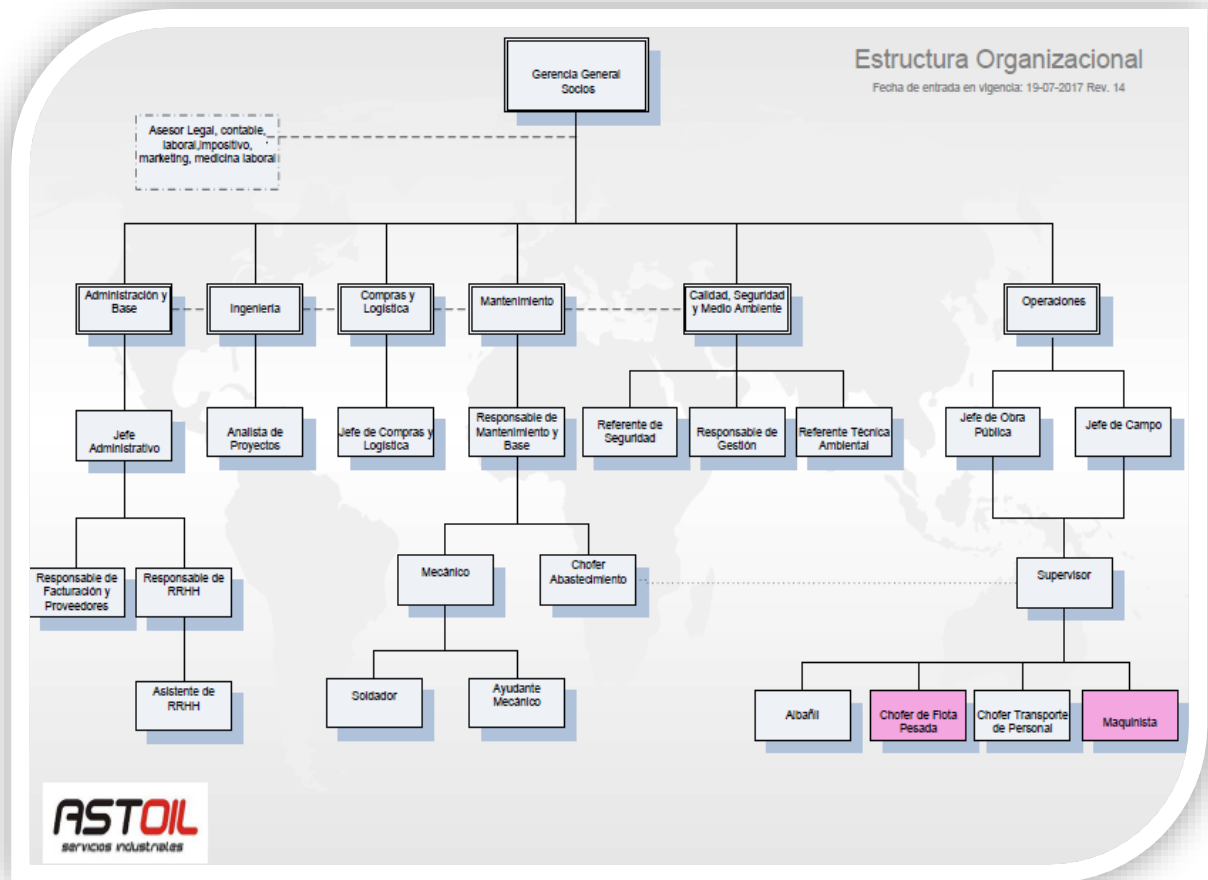 Estructura Organizacional
Fecha de entrada en vigencia: 19-07-2017 Rev. 14
Gerencia General
Socios
Asesor Legal, contable,
laboral,impositivo,
marketing, medicina laboral
Administración y
Base
Ingeniería
Compras y
Logística
Mantenimiento
Calidad, Seguridad
y Medio Ambiente
Operaciones
Jefe
Administrativo
Analista de
Proyectos
Jefe de Compras y
Logística
Responsable de
Mantenimiento y
Base
Referente de
Seguridad
Responsable de
Gestión
Referente Técnica
Ambiental
Jefe de Obra
Pública
Jefe de Campo
Responsable de
Facturación y
Proveedores
Responsable de
RRHH
Mecánico
Chofer
Abastecimiento
Supervisor
Asistente de
RRHH
Soldador
Ayudante
Mecánico
Albañil
Chofer de Flota
Pesada
Chofer Transporte
de Personal
Maquinista
ASTOIL
servicios industriales